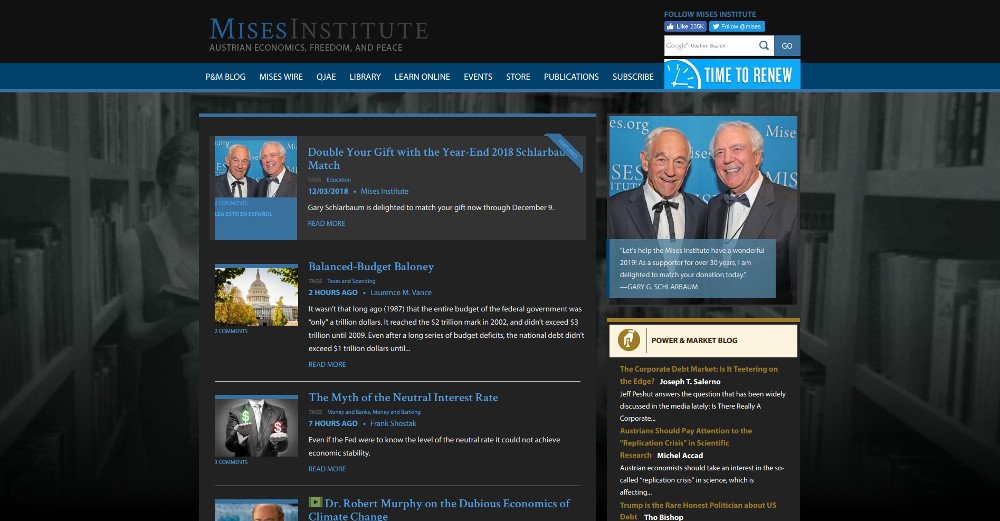 MISESINSTITUTE
AUSTRIAN ECONOMICS, FREEDOM, AND PEACE
FOLLOW MISES INSTITUTE
Like 235K
Follow @mises
Google Custom Search
GO
P&M BLOG MISES WIRE QJAE LIBRARY LEARN ONLINE EVENTS STORE PUBLICATIONS SUBSCRIBE
TIME TO RENEW
Double Your Gift with the Year-End 2018 Schlarbaum
Match
TAGS Education
12/03/2018 • Mises Institute
Gary Schlarbaum is delighted to match your gift now through December 9.
READ MORE
2 COMMENTS
LEA ESTO EN ESPAÑOL
Balanced-Budget Baloney
TAGS Taxes and Spending
2 HOURS AGO • Laurence M. Vance
It wasn't that long ago (1987) that the entire budget of the federal government was
"only" a trillion dollars. It reached the $2 trillion mark in 2002, and didn't exceed $3
trillion until 2009. Even after a long series of budget deficits, the national debt didn't
exceed $1 trillion dollars until...
READ MORE
2 COMMENTS
The Myth of the Neutral Interest Rate
TAGS Money and Banks, Money and Banking
7 HOURS AGO • Frank Shostak
Even if the Fed were to know the level of the neutral rate it could not achieve
economic stability.
READ MORE
$
$
3 COMMENTS
Dr. Robert Murphy on the Dubious Economics of
Climate Change
es.org
Mises
MISES
"Let's help the Mises Institute have a wonderful
2019! As a supporter for over 30 years, I am
delighted to match your donation today."
—GARY G. SCHLARBAUM
POWER & MARKET BLOG
The Corporate Debt Market: Is It Teetering on
the Edge? Joseph T. Salerno
Jeff Peshut answers the question that has been widely
discussed in the media lately: Is There Really A
Corporate...
Austrians Should Pay Attention to the
"Replication Crisis" in Scientific
Research Michel Accad
Austrian economists should take an interest in the so-
called "replication crisis" in science, which is
affecting...
Trump is the Rare Honest Politician about US
Debt Tho Bishop